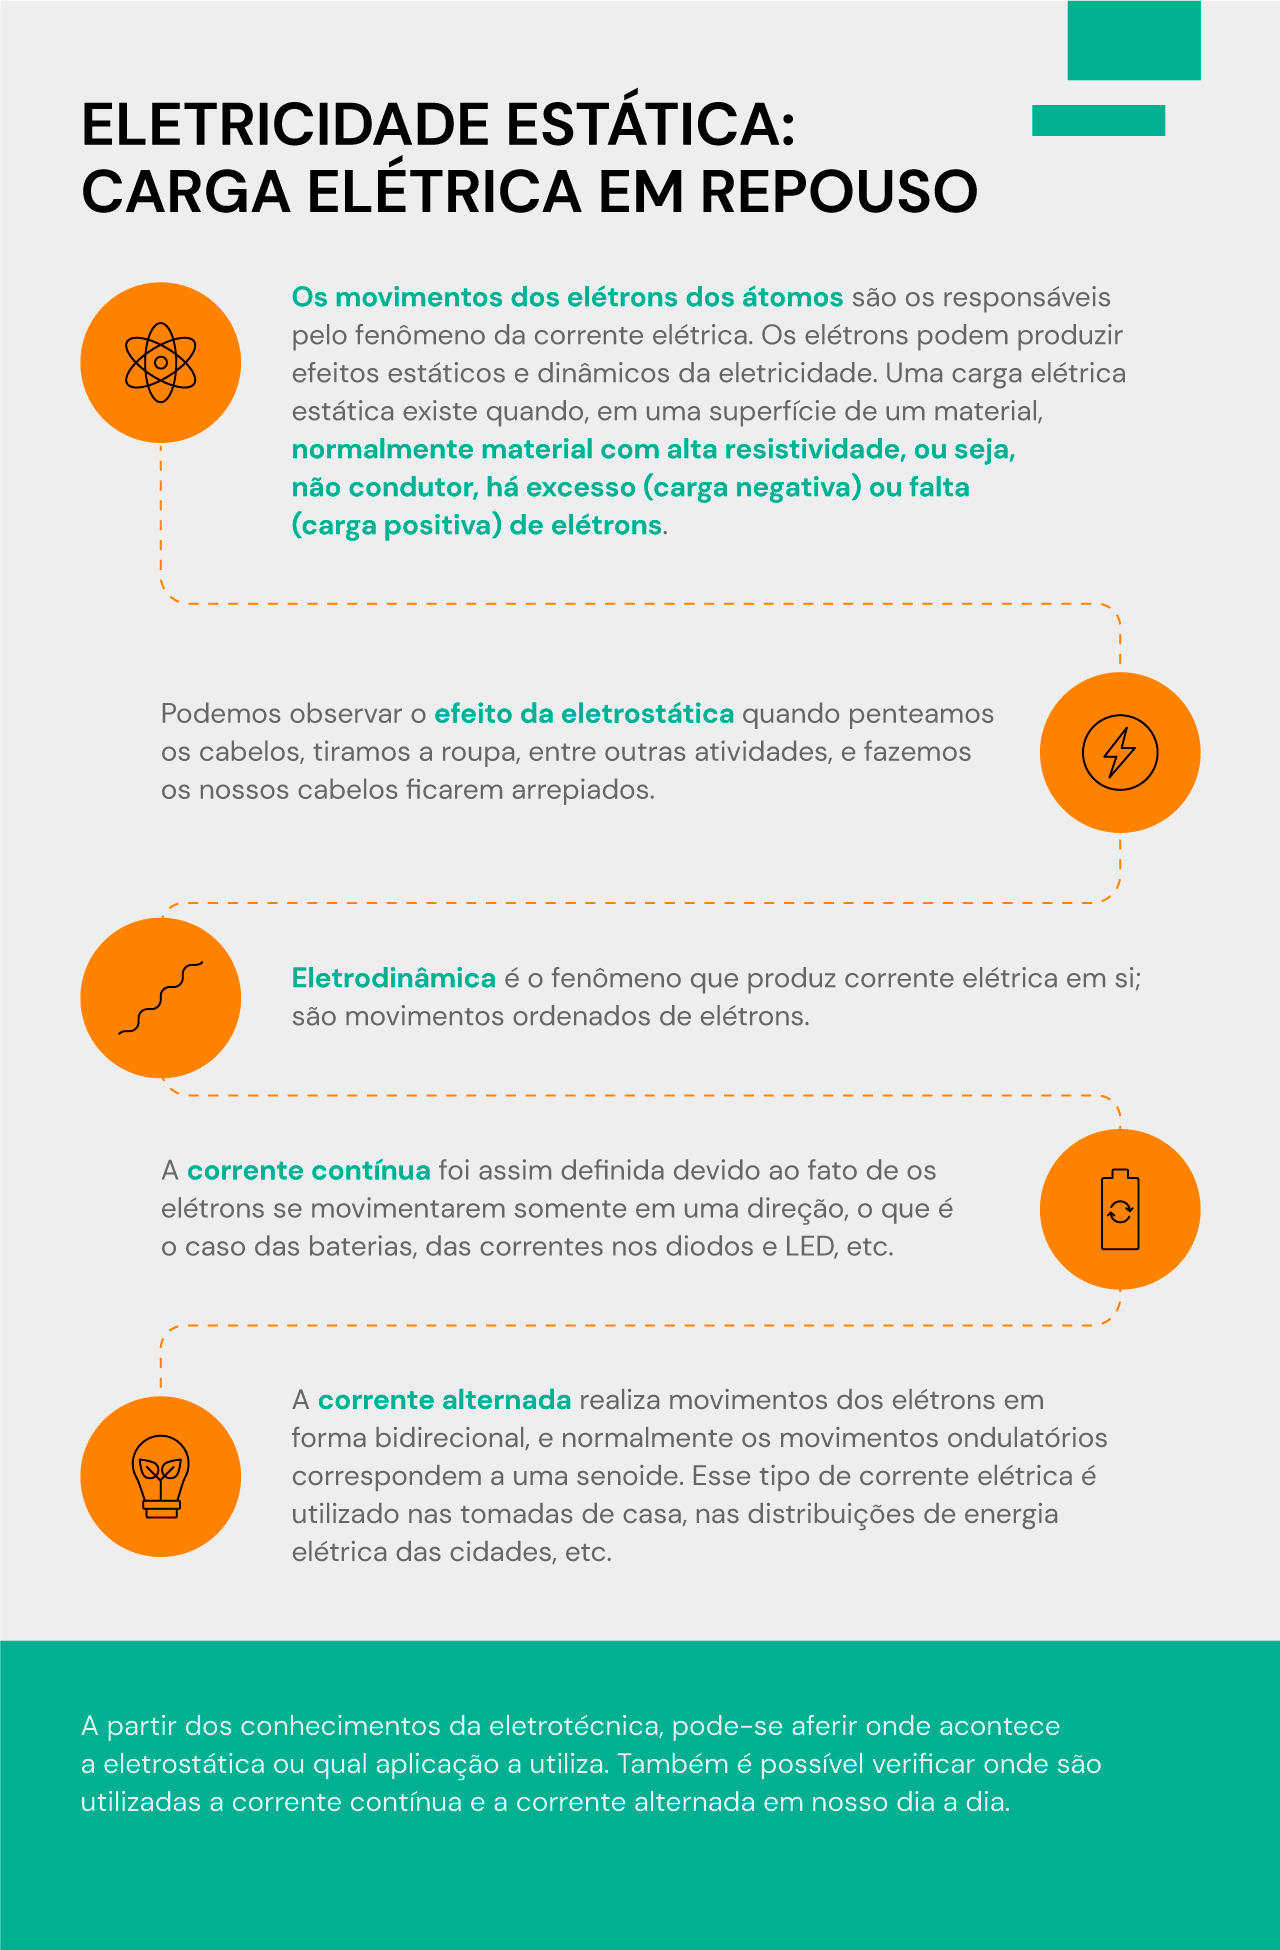 ELETRICIDADE ESTÁTICA:
CARGA ELÉTRICA EM REPOUSO
Os movimentos dos elétrons dos átomos são os responsáveis
pelo fenômeno da corrente elétrica. Os elétrons podem produzir
efeitos estáticos e dinâmicos da eletricidade. Uma carga elétrica
estática existe quando, em uma superfície de um material,
normalmente material com alta resistividade, ou seja,
não condutor, há excesso (carga negativa) ou falta
(carga positiva) de elétrons.
Podemos observar o efeito da eletrostática quando penteamos
os cabelos, tiramos a roupa, entre outras atividades, e fazemos
os nossos cabelos ficarem arrepiados.
Eletrodinâmica é o fenômeno que produz corrente elétrica em si;
são movimentos ordenados de elétrons.
A corrente contínua foi assim definida devido ao fato de os
elétrons se movimentarem somente em uma direção, o que é
o caso das baterias, das correntes nos diodos e LED, etc.
A corrente alternada realiza movimentos dos elétrons em
forma bidirecional, e normalmente os movimentos ondulatórios
correspondem a uma senoide. Esse tipo de corrente elétrica é
utilizado nas tomadas de casa, nas distribuições de energia
elétrica das cidades, etc.
A partir dos conhecimentos da eletrotécnica, pode-se aferir onde acontece
a eletrostática ou qual aplicação a utiliza. Também é possível verificar onde são
utilizadas a corrente contínua e a corrente alternada em nosso dia a dia.